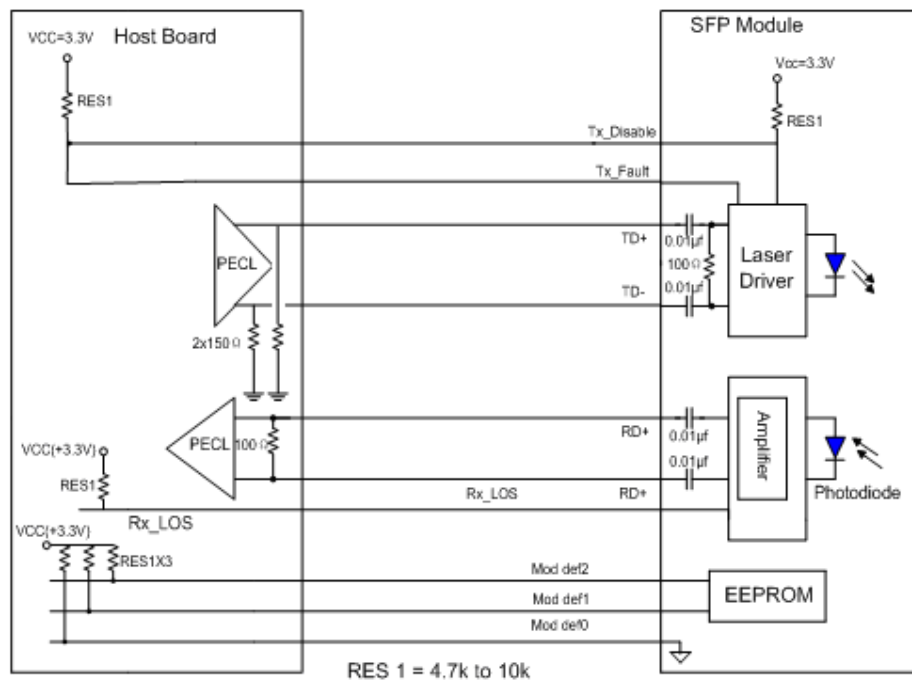 Host Board
SFP Module
VCC=3.3V
Vcc=3.3V
RES1
RES1
Tx_Disable
Tx_Fault
PECL
TD+
0.01µf
100Ω
0.01µf
TD-
Laser
Driver
2x150Ω
PECL
100Ω
RD+
0.01µf
0.01µf
RD+
Amplifier
Photodiode
VCC(+3.3V)
RES1
Rx_LOS
Rx_LOS
VCC(+3.3V)
RES1X3
Mod def2
Mod def1
Mod def0
EEPROM
RES 1 = 4.7k to 10k